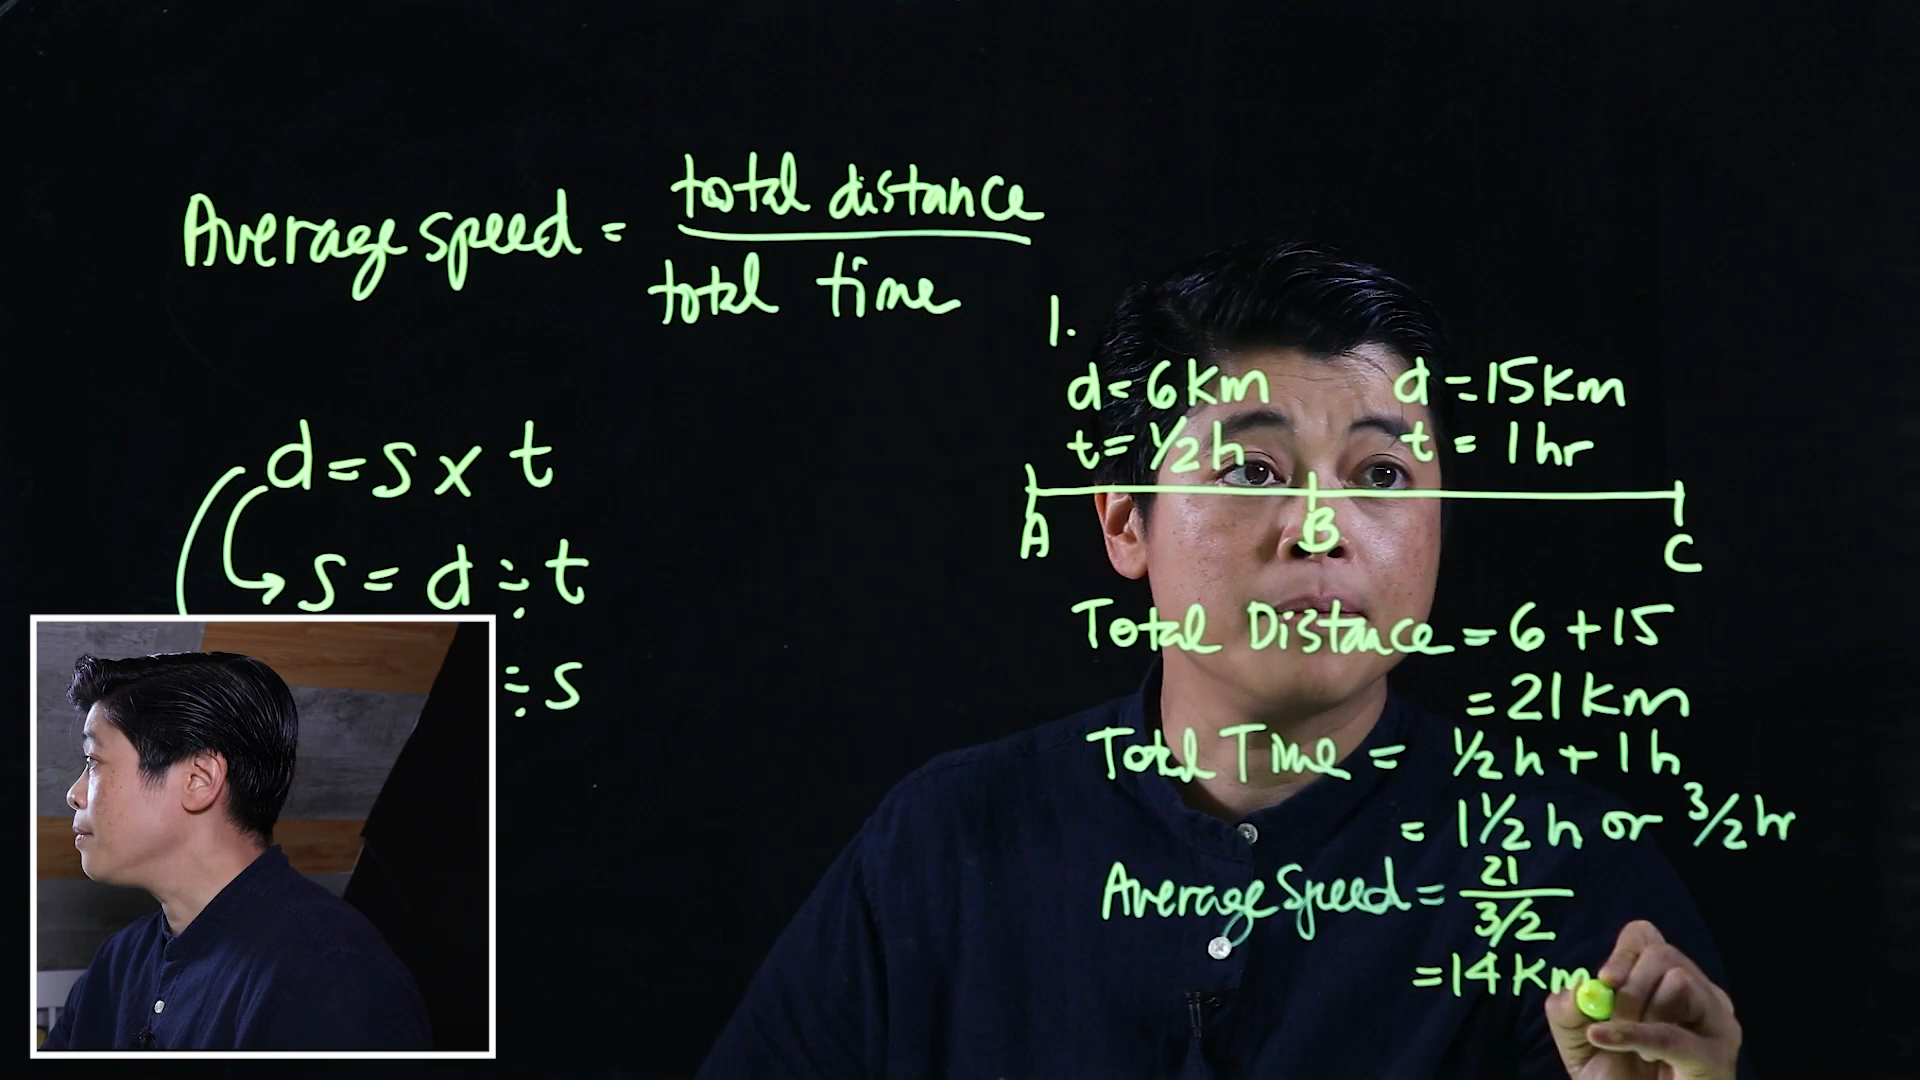 Average speed = total distance
total time
d = s x t
s = d ÷ t
÷ s
1.
d = 6 Km d = 15 Km
t = 1/2 h t = 1 hr
A B C
Total Distance = 6 + 15
= 21 Km
Total Time = 1/2 h + 1 h
= 1 1/2 h or 3/2 hr
Average Speed = 21
3/2
= 14 Km